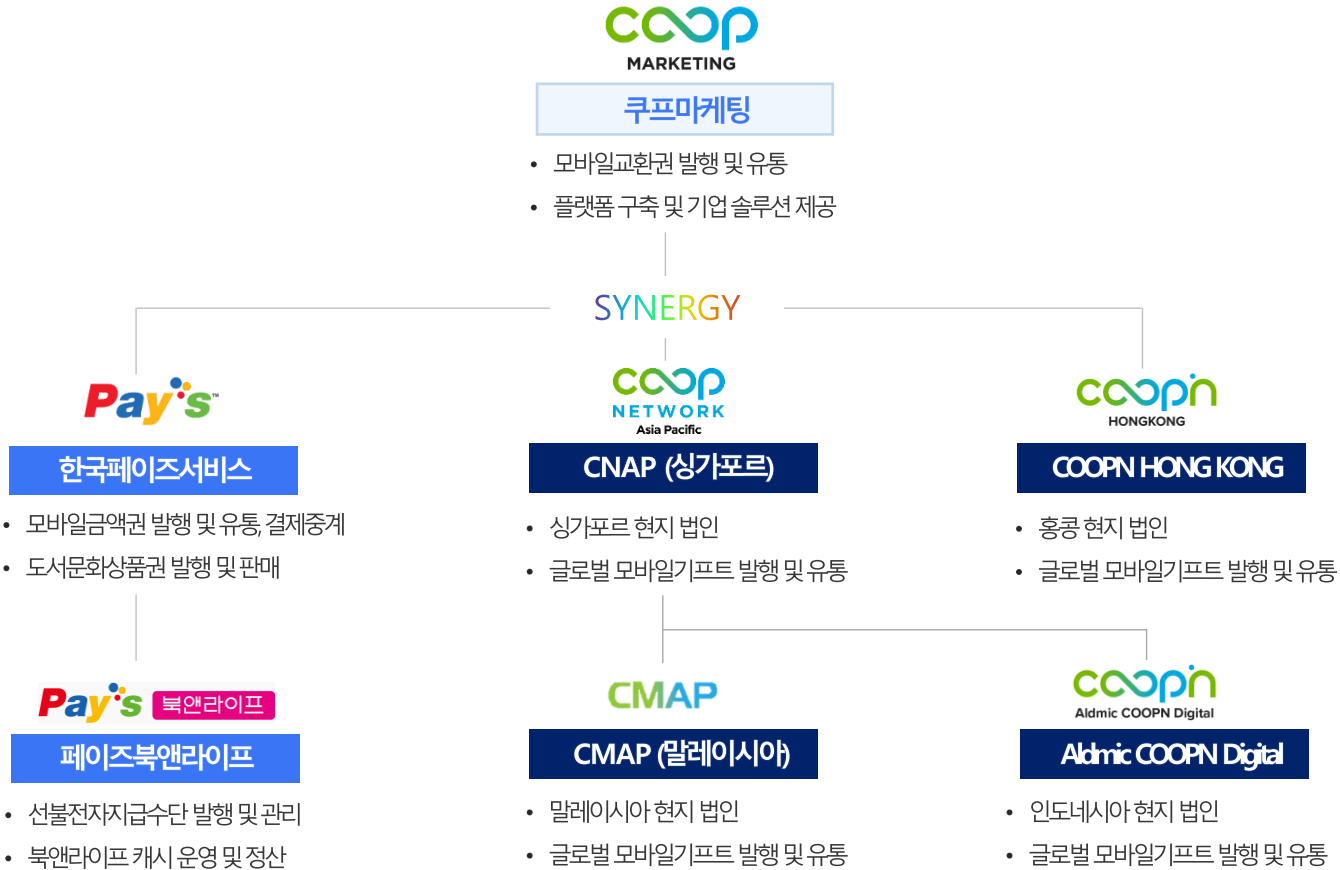 coop
MARKETING
쿠프마케팅
• 모바일교환권 발행 및 유통
• 플랫폼 구축 및 기업 솔루션 제공
SYNERGY
Pay's™
한국페이즈서비스
• 모바일금액권 발행 및 유통, 결제중계
• 도서문화상품권 발행 및 판매
coop
NETWORK
Asia Pacific
CNAP (싱가포르)
• 싱가포르 현지 법인
• 글로벌 모바일기프트 발행 및 유통
coopn
HONGKONG
COOPN HONG KONG
• 홍콩 현지 법인
• 글로벌 모바일기프트 발행 및 유통
Pay's 북앤라이프
페이즈북앤라이프
• 선불전자지급수단 발행 및 관리
• 북앤라이프 캐시 운영 및 정산
CMAP
CMAP (말레이시아)
• 말레이시아 현지 법인
• 글로벌 모바일기프트 발행 및 유통
coopn
Aldmic COOPN Digital
Aldmic COOPN Digital
• 인도네시아 현지 법인
• 글로벌 모바일기프트 발행 및 유통